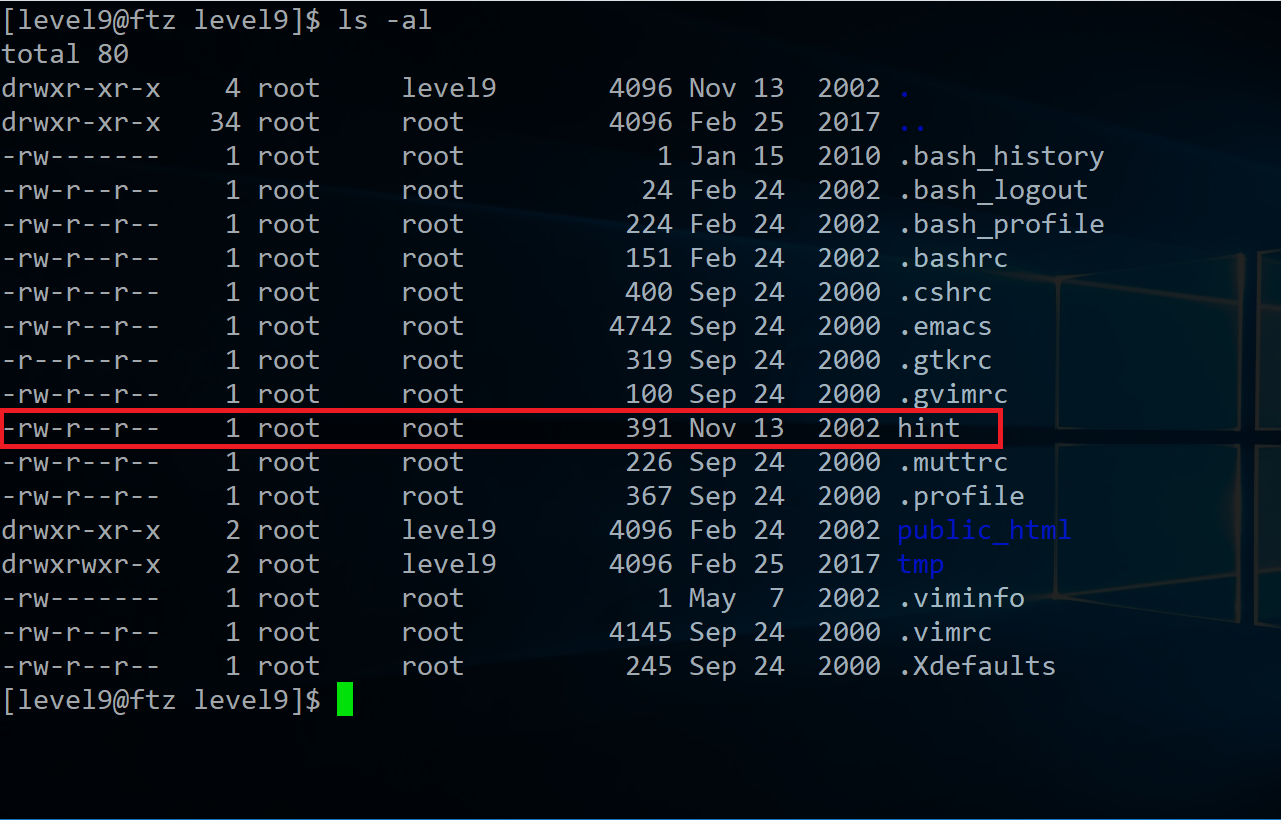 [level9@ftz level9]$ ls -al
total 80
drwxr-xr-x    4 root     level9       4096 Nov 13  2002 .
drwxr-xr-x   34 root     root         4096 Feb 25  2017 ..
-rw-------    1 root     root            1 Jan 15  2010 .bash_history
-rw-r--r--    1 root     root           24 Feb 24  2002 .bash_logout
-rw-r--r--    1 root     root          224 Feb 24  2002 .bash_profile
-rw-r--r--    1 root     root          151 Feb 24  2002 .bashrc
-rw-r--r--    1 root     root          400 Sep 24  2000 .cshrc
-rw-r--r--    1 root     root         4742 Sep 24  2000 .emacs
-r--r--r--    1 root     root          319 Sep 24  2000 .gtkrc
-rw-r--r--    1 root     root          100 Sep 24  2000 .gvimrc
-rw-r--r--    1 root     root          391 Nov 13  2002 hint
-rw-r--r--    1 root     root          226 Sep 24  2000 .muttrc
-rw-r--r--    1 root     root          367 Sep 24  2000 .profile
drwxr-xr-x    2 root     level9       4096 Feb 24  2002 public_html
drwxrwxr-x    2 root     level9       4096 Feb 25  2017 tmp
-rw-------    1 root     root            1 May  7  2002 .viminfo
-rw-r--r--    1 root     root         4145 Sep 24  2000 .vimrc
-rw-r--r--    1 root     root          245 Sep 24  2000 .Xdefaults
[level9@ftz level9]$